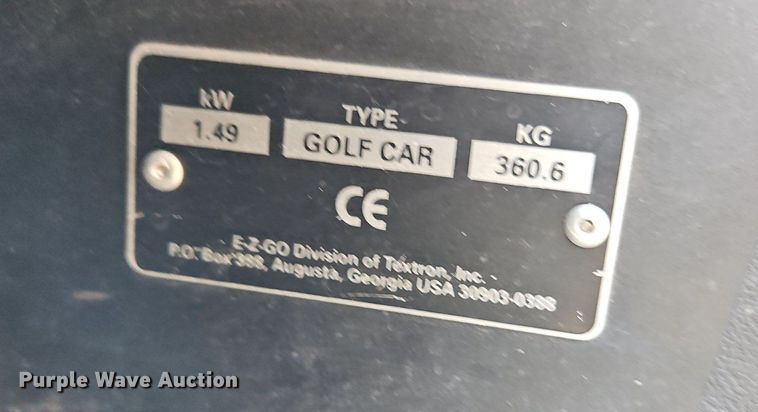 kW TYPE KG
1.49 GOLF CAR 360.6
CE
E-Z-GO Division of Textron, Inc.
P.O. Box 388, Augusta, Georgia USA 30903-0388
Purple Wave Auction